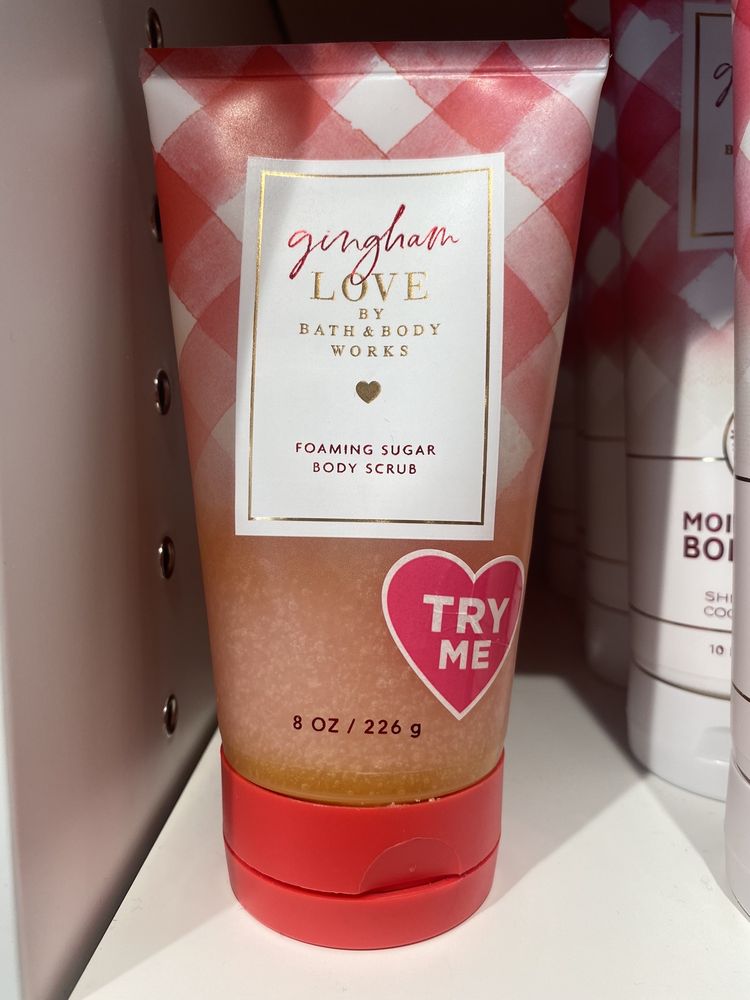 gingham
LOVE
BY
BATH & BODY
WORKS
FOAMING SUGAR
BODY SCRUB
TRY
ME
8 OZ / 226 g